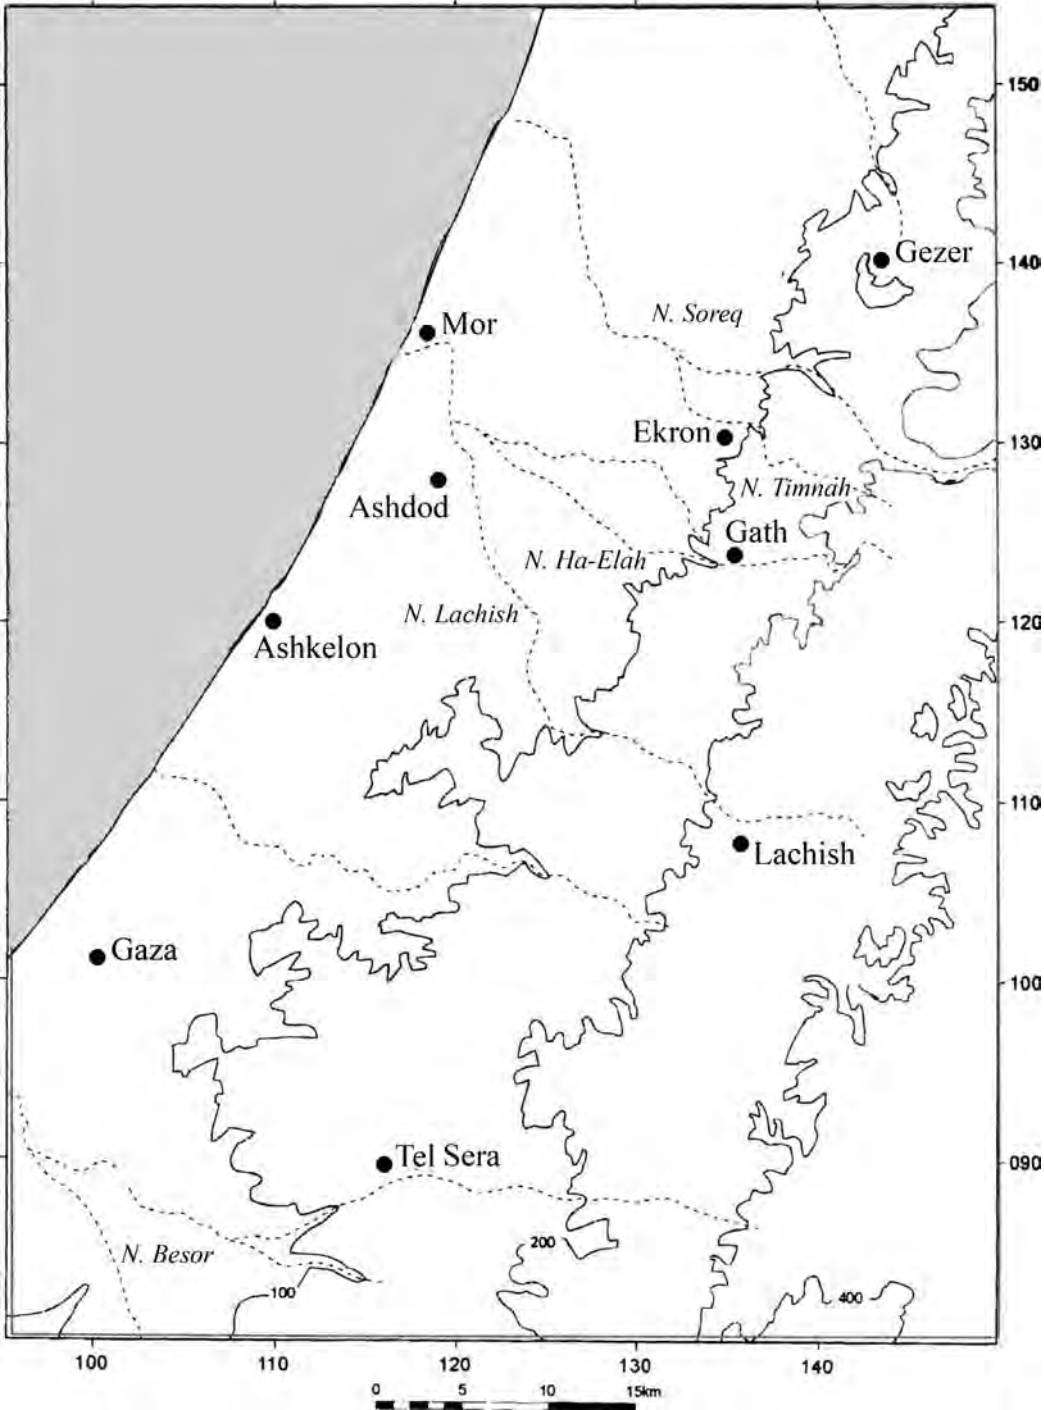 150
Gezer
140
N. Soreq
Mor
Ekron
130
N. Timnah
Ashdod
Gath
N. Ha-Elah
N. Lachish
120
Ashkelon
110
Lachish
Gaza
100
Tel Sera
090
N. Besor
200
100
400
100
110
120
130
140
0 5 10 15km